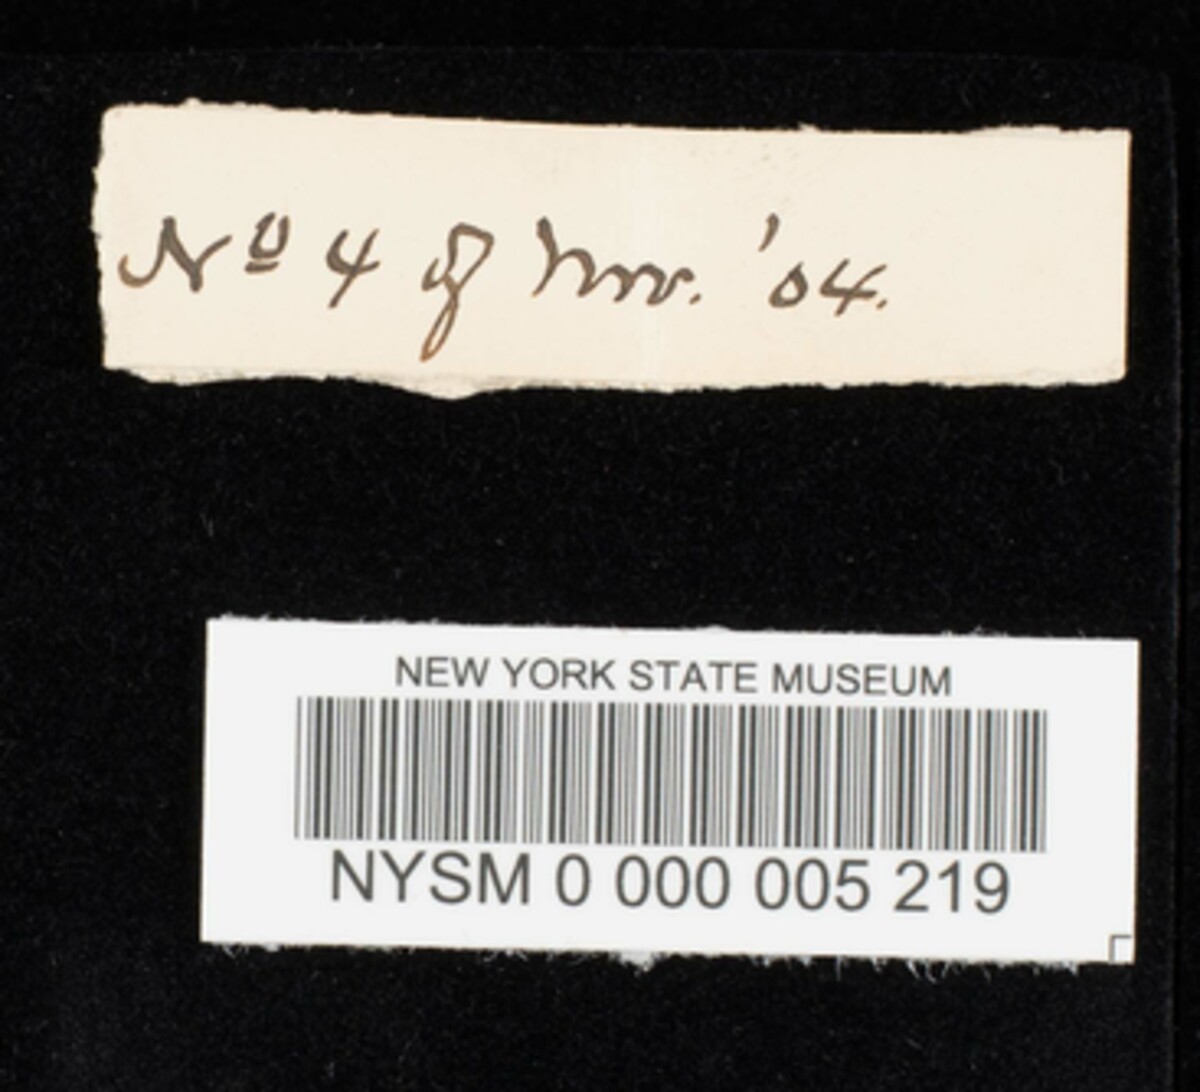 Nº 4 of Nov. '04.
NEW YORK STATE MUSEUM
NYSM 0 000 005 219